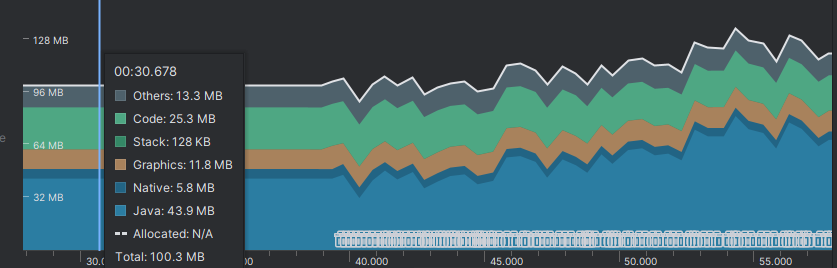 128 MB
96 MB
64 MB
32 MB
00:30.678
Others: 13.3 MB
Code: 25.3 MB
Stack: 128 KB
Graphics: 11.8 MB
Native: 5.8 MB
Java: 43.9 MB
Allocated: N/A
Total: 100.3 MB
40.000
45.000
50.000
55.000